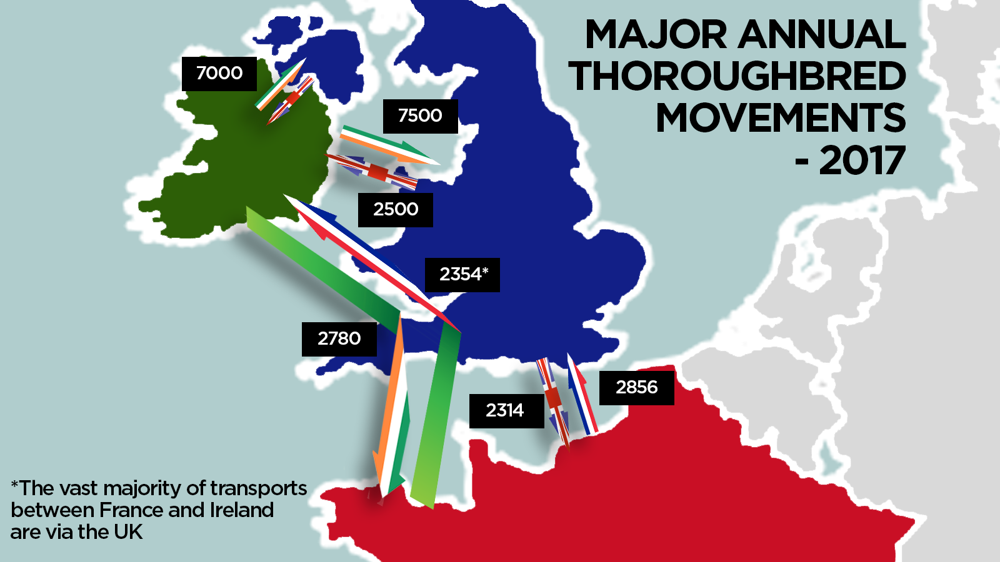 MAJOR ANNUAL
THOROUGHBRED
MOVEMENTS
- 2017
7000
7500
2500
2354*
2780
2856
2314
*The vast majority of transports
between France and Ireland
are via the UK